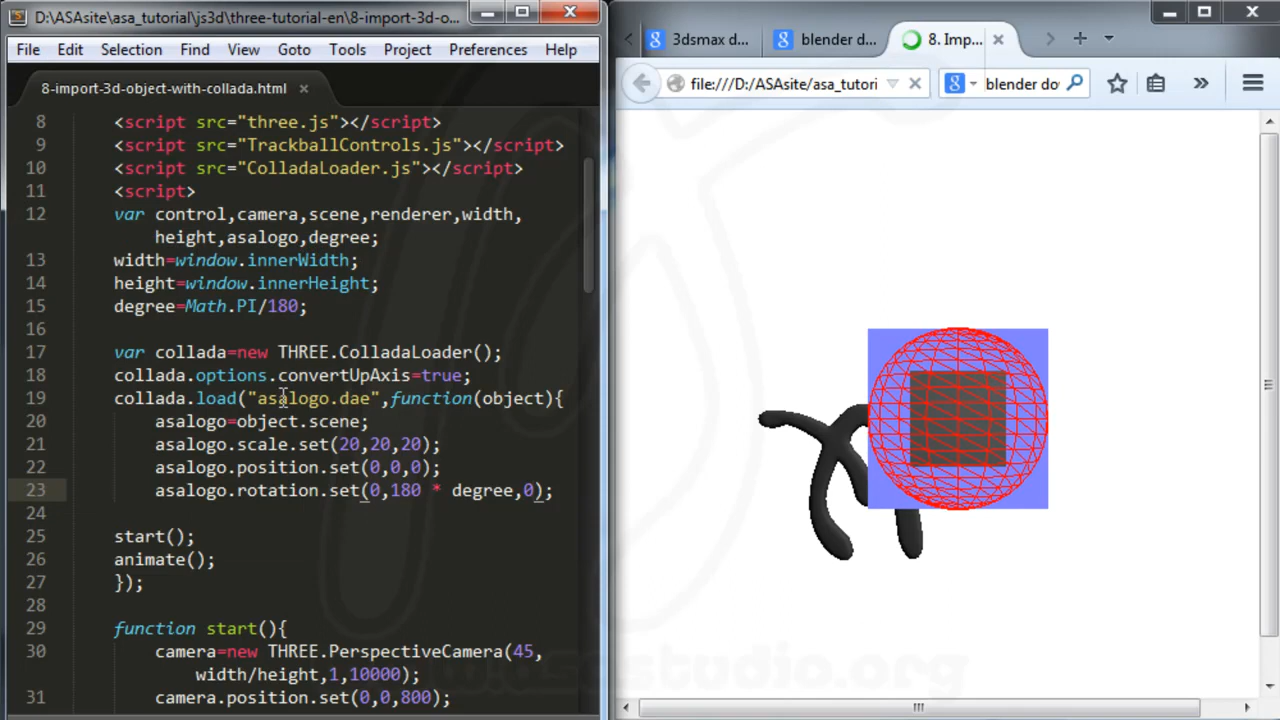 D:\ASAsite\asa_tutorial\js3d\three-tutorial-en\8-import-3d-o...
File Edit Selection Find View Goto Tools Project Preferences Help
8-import-3d-object-with-collada.html
8 <script src="three.js"></script>
9 <script src="TrackballControls.js"></script>
10 <script src="ColladaLoader.js"></script>
11 <script>
12 var control,camera,scene,renderer,width,
height,asalogo,degree;
13 width=window.innerWidth;
14 height=window.innerHeight;
15 degree=Math.PI/180;
16
17 var collada=new THREE.ColladaLoader();
18 collada.options.convertUpAxis=true;
19 collada.load("asalogo.dae",function(object){
20 asalogo=object.scene;
21 asalogo.scale.set(20,20,20);
22 asalogo.position.set(0,0,0);
23 asalogo.rotation.set(0,180 * degree,0);
24
25 start();
26 animate();
27 });
28
29 function start(){
30 camera=new THREE.PerspectiveCamera(45,
width/height,1,10000);
31 camera.position.set(0,0,800);
3dsmax d... blender d... 8. Imp...
file:///D:/ASAsite/asa_tutori blender do